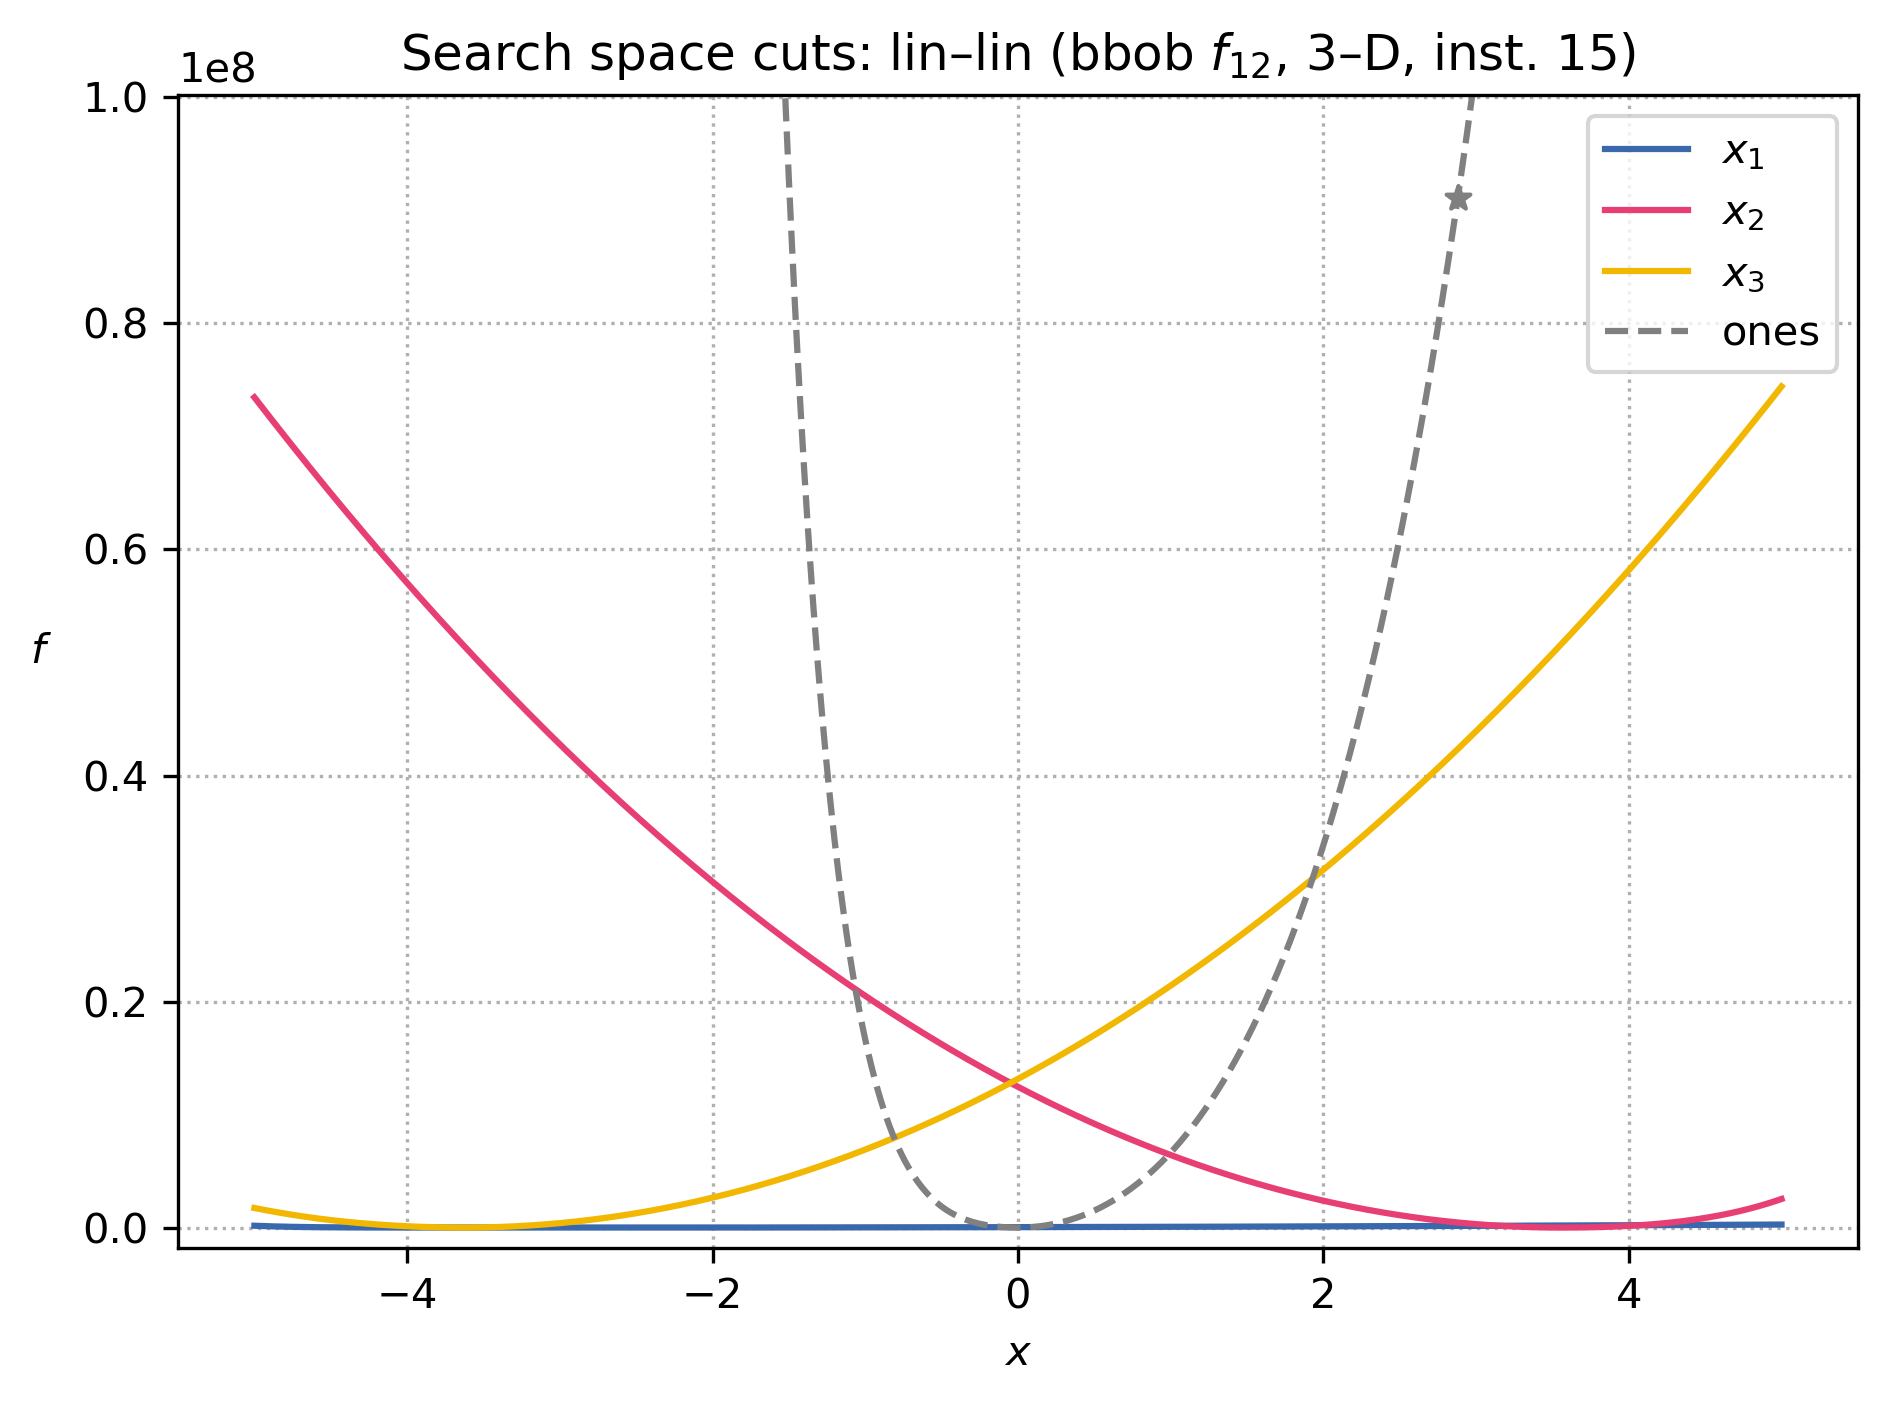 Search space cuts: lin–lin (bbob f₁₂, 3–D, inst. 15)
1e8
1.0
0.8
0.6
0.4
0.2
0.0
f
−4 −2 0 2 4
x
x₁
x₂
x₃
ones